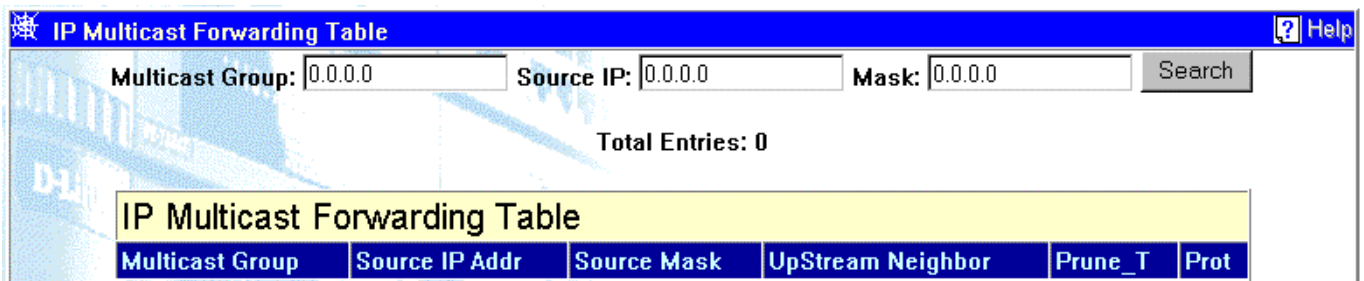 IP Multicast Forwarding Table ? Help
Multicast Group: 0.0.0.0 Source IP: 0.0.0.0 Mask: 0.0.0.0 Search
Total Entries: 0
IP Multicast Forwarding Table
Multicast Group Source IP Addr Source Mask UpStream Neighbor Prune_T Prot